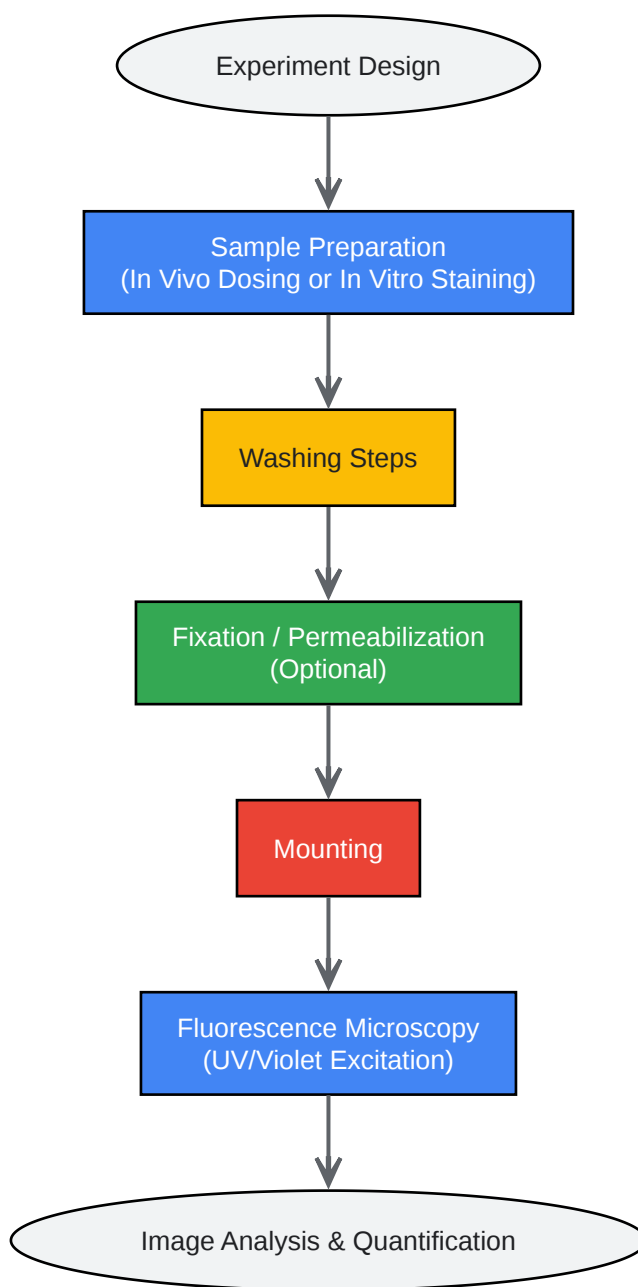 Experiment Design
Sample Preparation
(In Vivo Dosing or In Vitro Staining)
Washing Steps
Fixation / Permeabilization
(Optional)
Mounting
Fluorescence Microscopy
(UV/Violet Excitation)
Image Analysis & Quantification